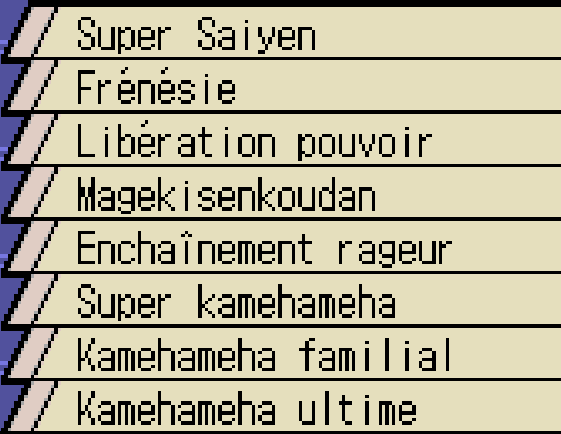 Super Saiyen
Frénésie
Libération pouvoir
Magekisenkoudan
Enchaînement rageur
Super kamehameha
Kamehameha familial
Kamehameha ultime